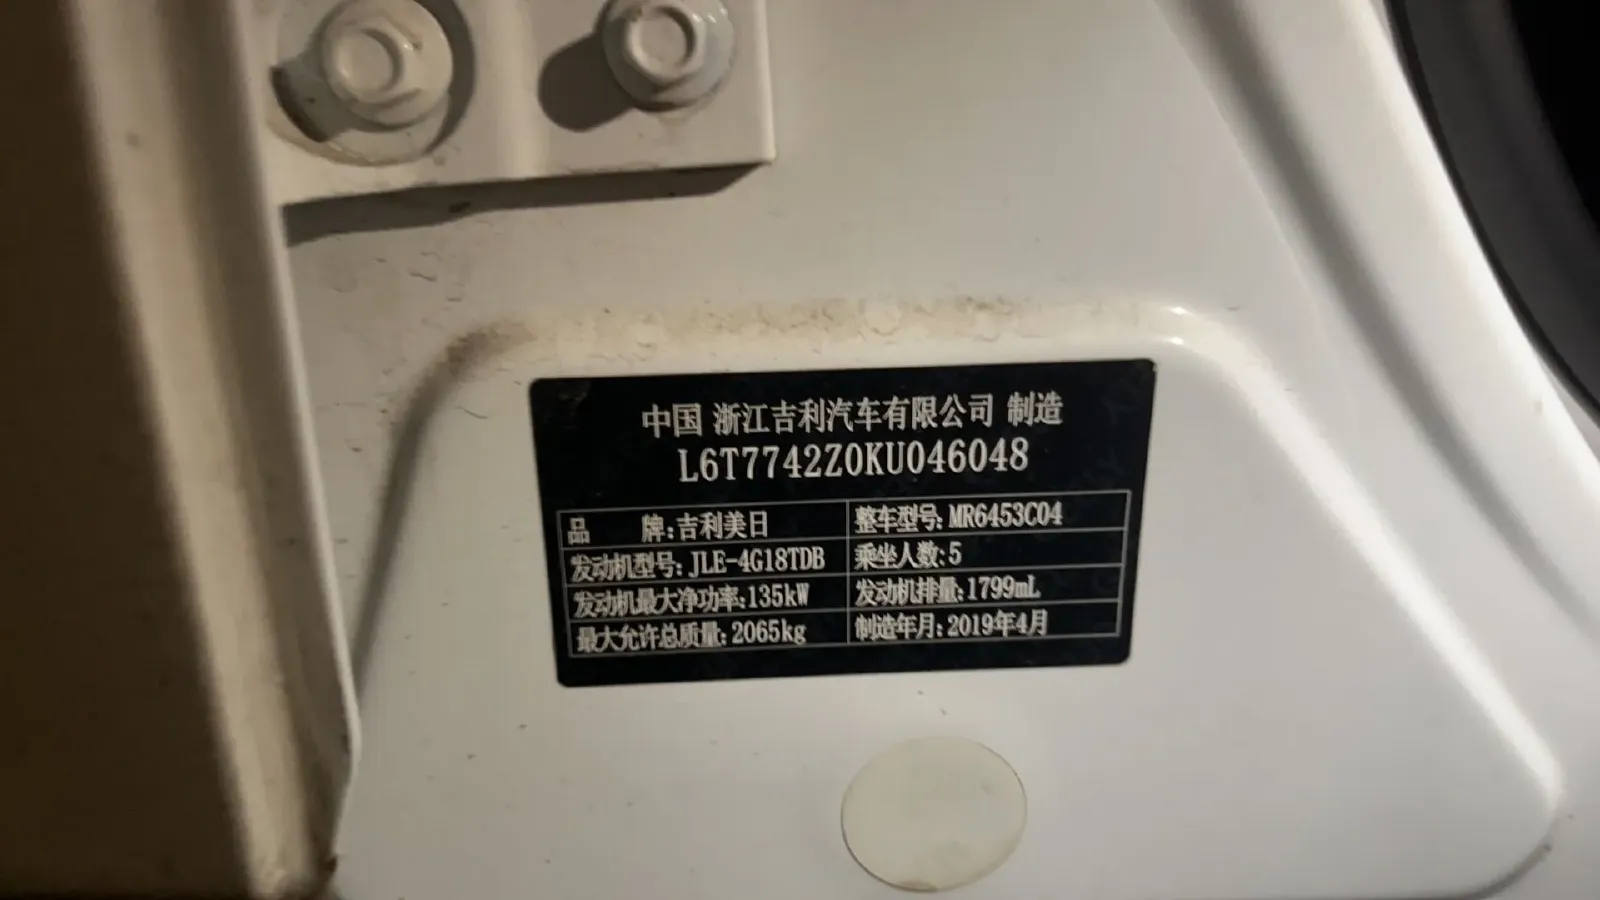 中国 浙江吉利汽车有限公司 制造
L6T7742Z0KU046048
品 牌:吉利美日 整车型号:MR6453C04
发动机型号:JLE-4G18TDB 乘坐人数:5
发动机最大净功率:135kW 发动机排量:1799mL
最大允许总质量:2065kg 制造年月:2019年4月